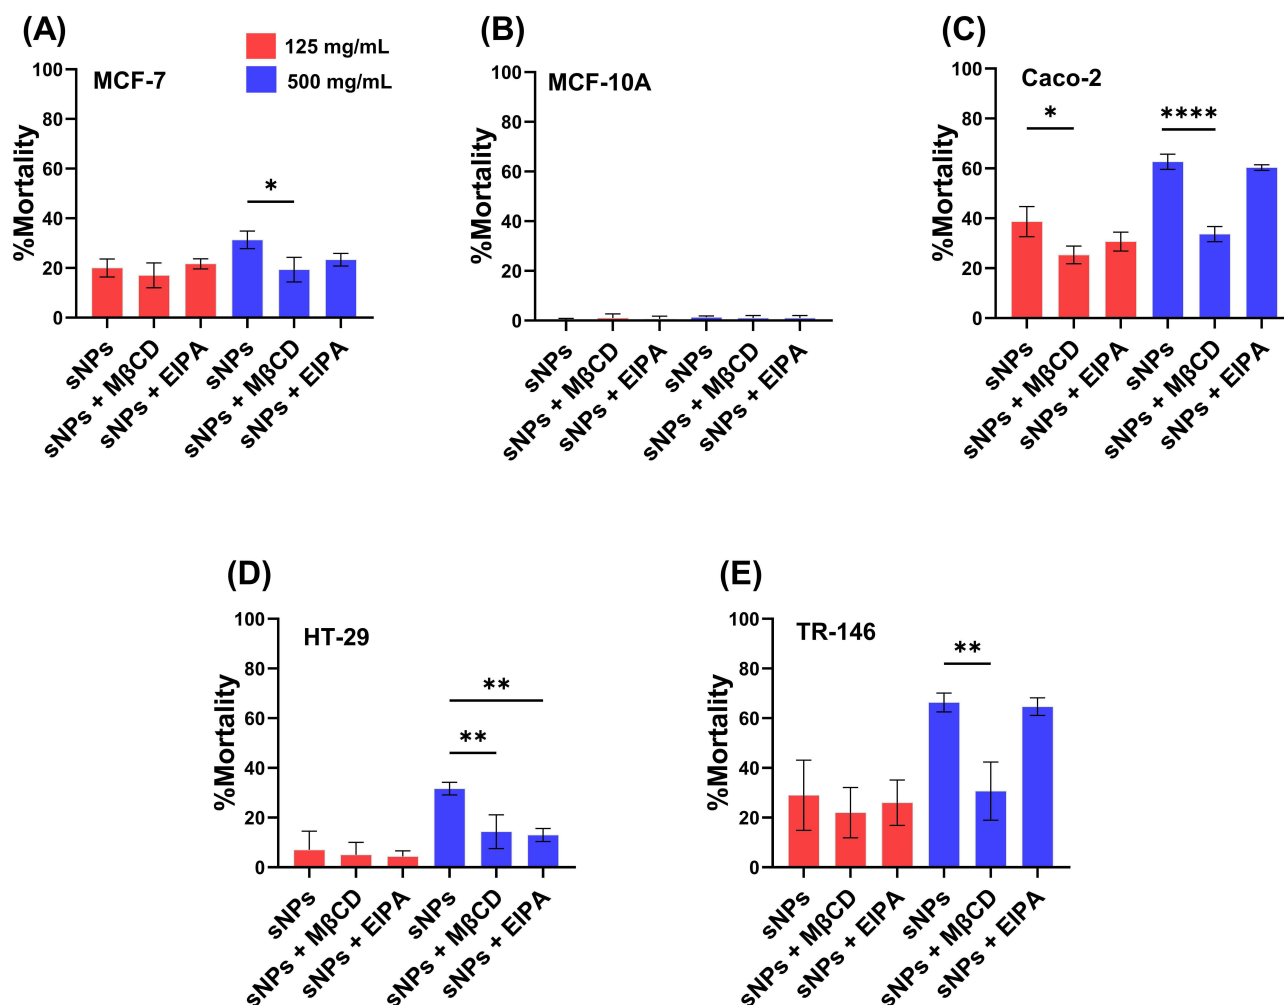 (A)
125 mg/mL
500 mg/mL
MCF-7
%Mortality
100
80
60
40
20
0
*
sNPs
sNPs + MβCD
sNPs + EIPA
sNPs
sNPs + MβCD
sNPs + EIPA
(B)
MCF-10A
%Mortality
100
80
60
40
20
0
sNPs
sNPs + MβCD
sNPs + EIPA
sNPs
sNPs + MβCD
sNPs + EIPA
(C)
Caco-2
%Mortality
100
80
60
40
20
0
*
****
sNPs
sNPs + MβCD
sNPs + EIPA
sNPs
sNPs + MβCD
sNPs + EIPA
(D)
HT-29
%Mortality
100
80
60
40
20
0
**
**
sNPs
sNPs + MβCD
sNPs + EIPA
sNPs
sNPs + MβCD
sNPs + EIPA
(E)
TR-146
%Mortality
100
80
60
40
20
0
**
sNPs
sNPs + MβCD
sNPs + EIPA
sNPs
sNPs + MβCD
sNPs + EIPA